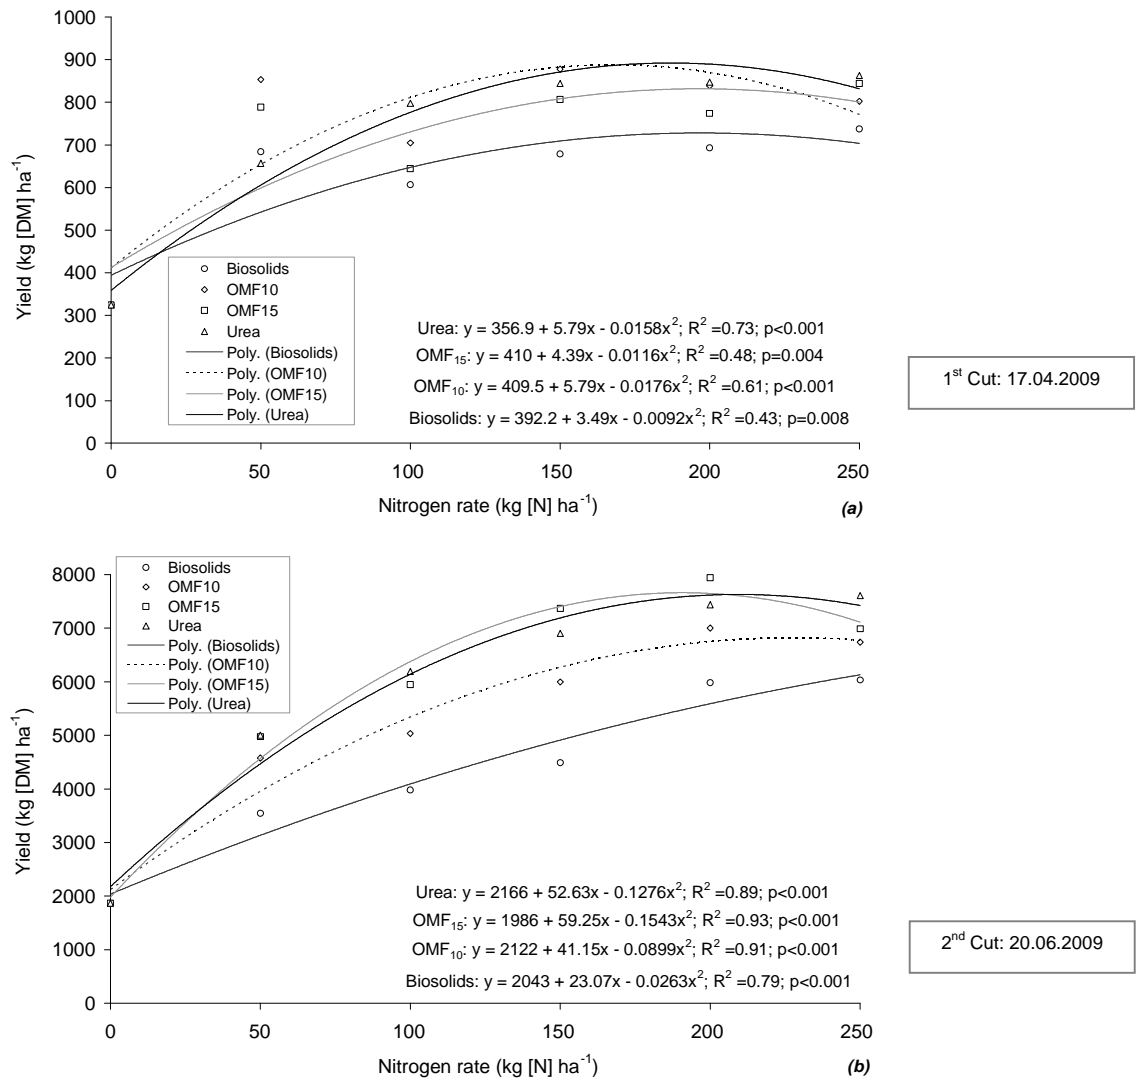 1000
900
800
700
600
500
400
300
200
100
0
Yield (kg [DM] ha⁻¹)
Biosolids
OMF10
OMF15
Urea
Poly. (Biosolids)
Poly. (OMF10)
Poly. (OMF15)
Poly. (Urea)
Urea: y = 356.9 + 5.79x - 0.0158x²; R² =0.73; p<0.001
OMF₁₅: y = 410 + 4.39x - 0.0116x²; R² =0.48; p=0.004
OMF₁₀: y = 409.5 + 5.79x - 0.0176x²; R² =0.61; p<0.001
Biosolids: y = 392.2 + 3.49x - 0.0092x²; R² =0.43; p=0.008
0 50 100 150 200 250
Nitrogen rate (kg [N] ha⁻¹)
(a)
1st Cut: 17.04.2009
8000
7000
6000
5000
4000
3000
2000
1000
0
Yield (kg [DM] ha⁻¹)
Biosolids
OMF10
OMF15
Urea
Poly. (Biosolids)
Poly. (OMF10)
Poly. (OMF15)
Poly. (Urea)
Urea: y = 2166 + 52.63x - 0.1276x²; R² =0.89; p<0.001
OMF₁₅: y = 1986 + 59.25x - 0.1543x²; R² =0.93; p<0.001
OMF₁₀: y = 2122 + 41.15x - 0.0899x²; R² =0.91; p<0.001
Biosolids: y = 2043 + 23.07x - 0.0263x²; R² =0.79; p<0.001
0 50 100 150 200 250
Nitrogen rate (kg [N] ha⁻¹)
(b)
2nd Cut: 20.06.2009